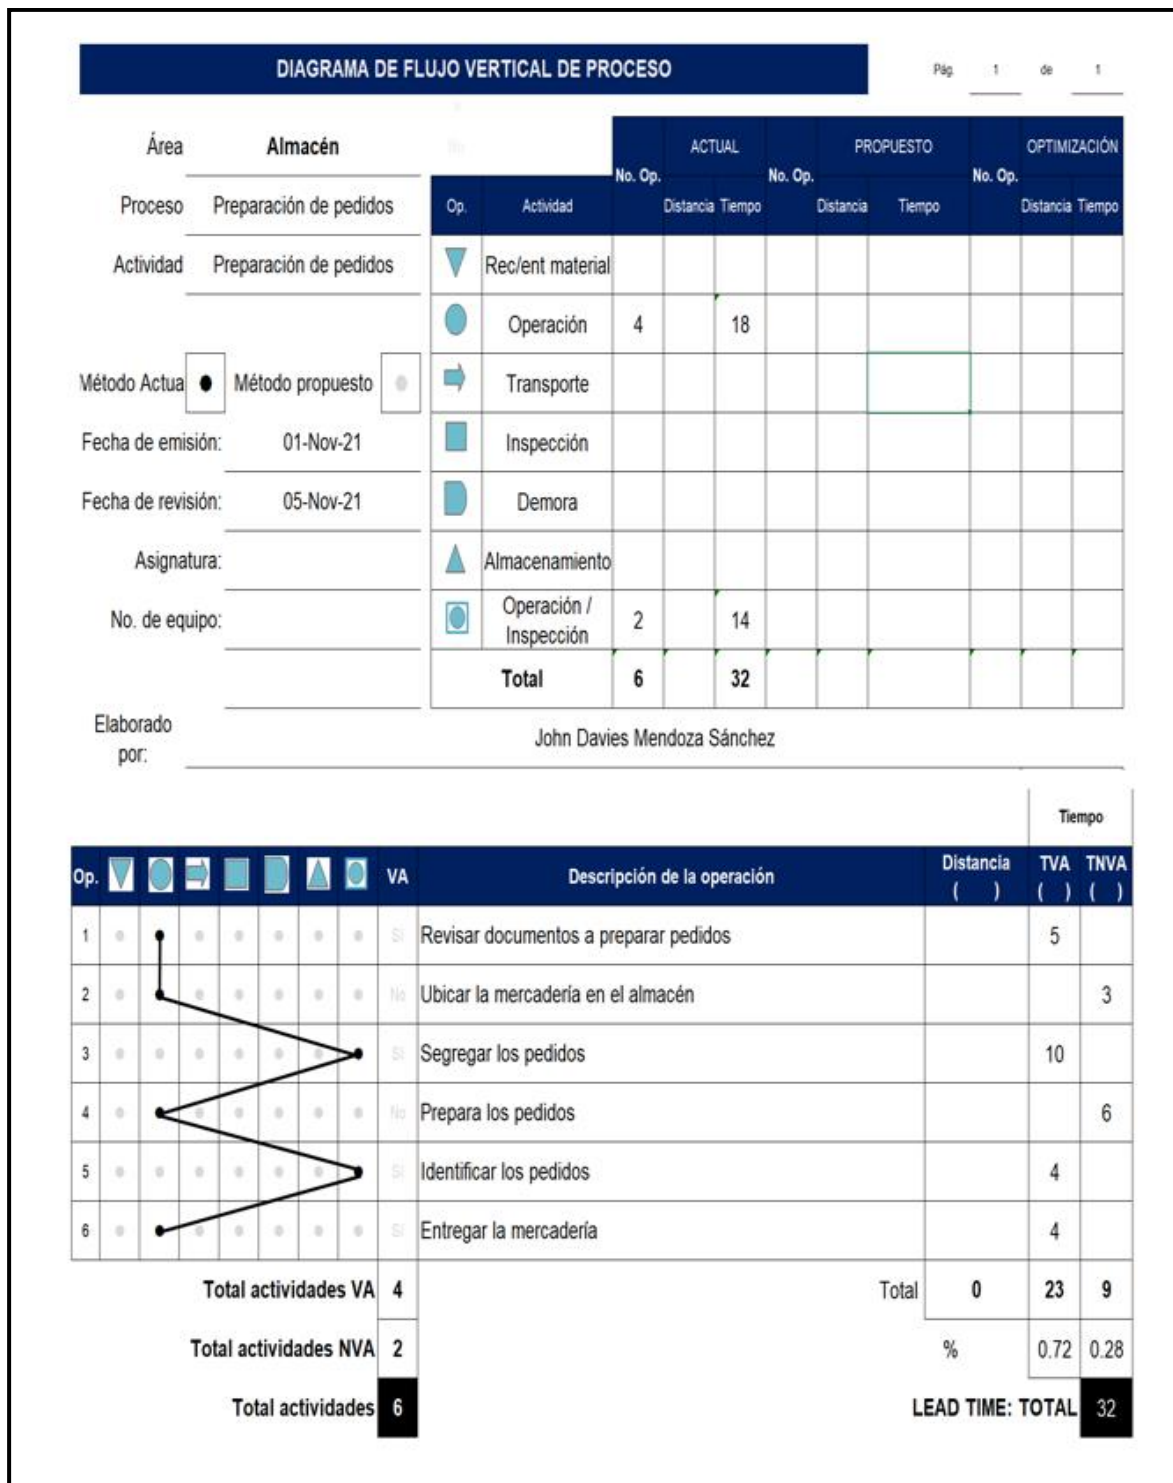 DIAGRAMA DE FLUJO VERTICAL DE PROCESO
Pág. 1 de 1
Área Almacén
Proceso Preparación de pedidos
Actividad Preparación de pedidos
Método Actua Método propuesto
Fecha de emisión: 01-Nov-21
Fecha de revisión: 05-Nov-21
Asignatura:
No. de equipo:
No. Op. ACTUAL No. Op. PROPUESTO No. Op. OPTIMIZACIÓN
Op. Actividad Distancia Tiempo Distancia Tiempo Distancia Tiempo
Rec/ent material
Operación 4 18
Transporte
Inspección
Demora
Almacenamiento
Operación /
Inspección 2 14
Total 6 32
Elaborado
por:
John Davies Mendoza Sánchez
Tiempo
Op. VA Descripción de la operación Distancia ( ) TVA ( ) TNVA ( )
1 Si Revisar documentos a preparar pedidos 5
2 No Ubicar la mercadería en el almacén 3
3 Si Segregar los pedidos 10
4 No Prepara los pedidos 6
5 Si Identificar los pedidos 4
6 Si Entregar la mercadería 4
Total actividades VA 4 Total 0 23 9
Total actividades NVA 2 % 0.72 0.28
Total actividades 6 LEAD TIME: TOTAL 32